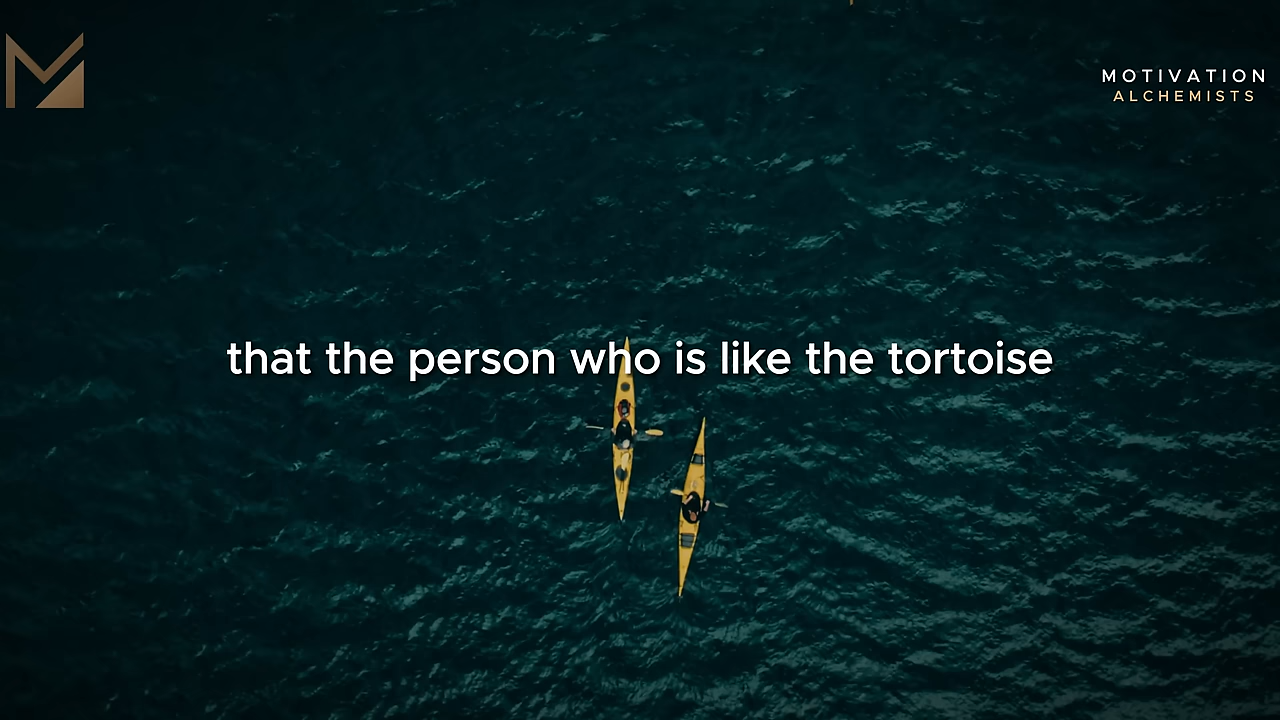 MOTIVATION
ALCHEMISTS
that the person who is like the tortoise